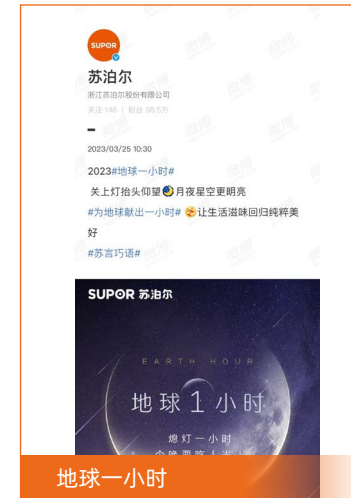 SUPOR
苏泊尔
浙江苏泊尔股份有限公司
关注 148 | 粉丝 96.5万
2023/03/25 10:30
2023#地球一小时#
关上灯抬头仰望🌒月夜星空更明亮
#为地球献出一小时# 🥳让生活滋味回归纯粹美
好
#苏言巧语#
SUPOR 苏泊尔
EARTH HOUR
地球1小时
熄灯一小时
地球一小时